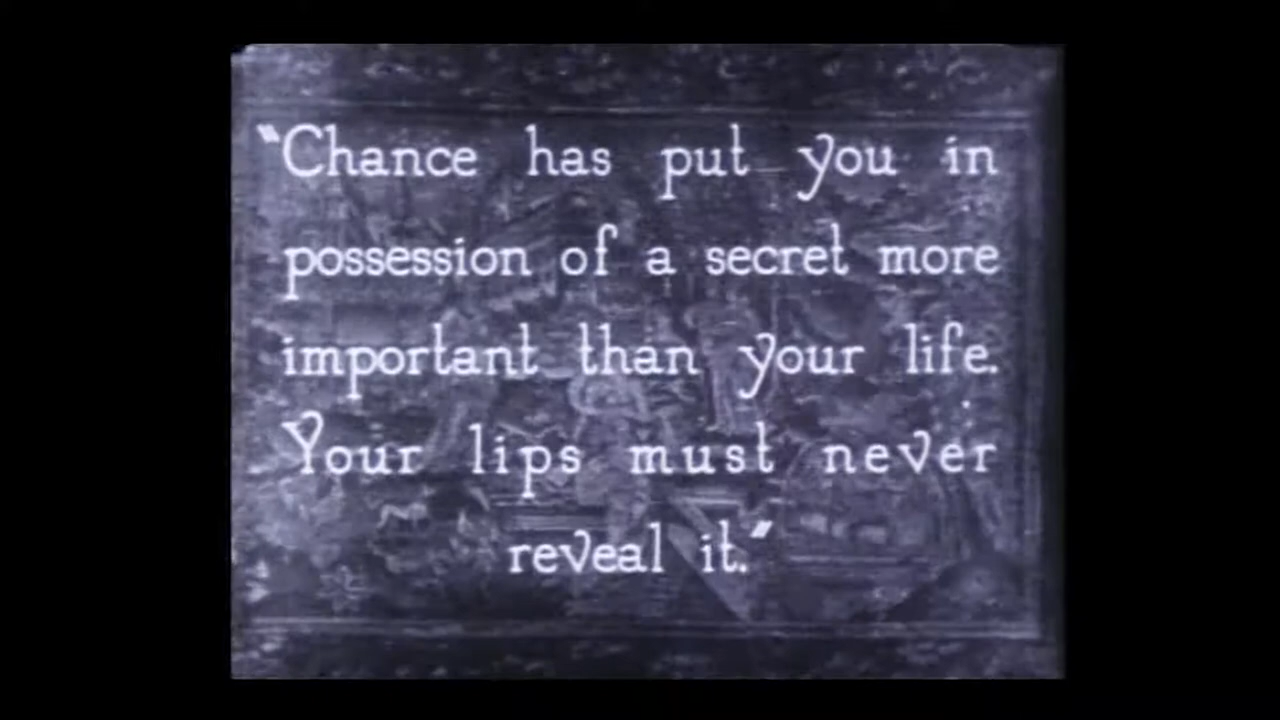 "Chance has put you in
possession of a secret more
important than your life.
Your lips must never
reveal it."